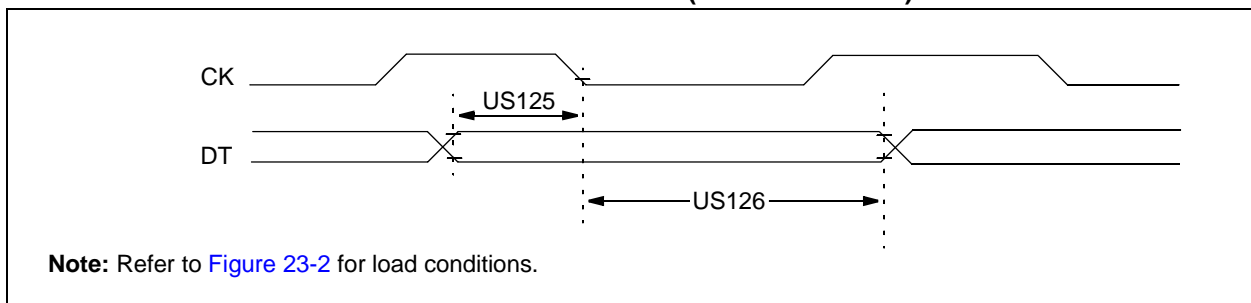 CK
US125
DT
US126
Note: Refer to Figure 23-2 for load conditions.